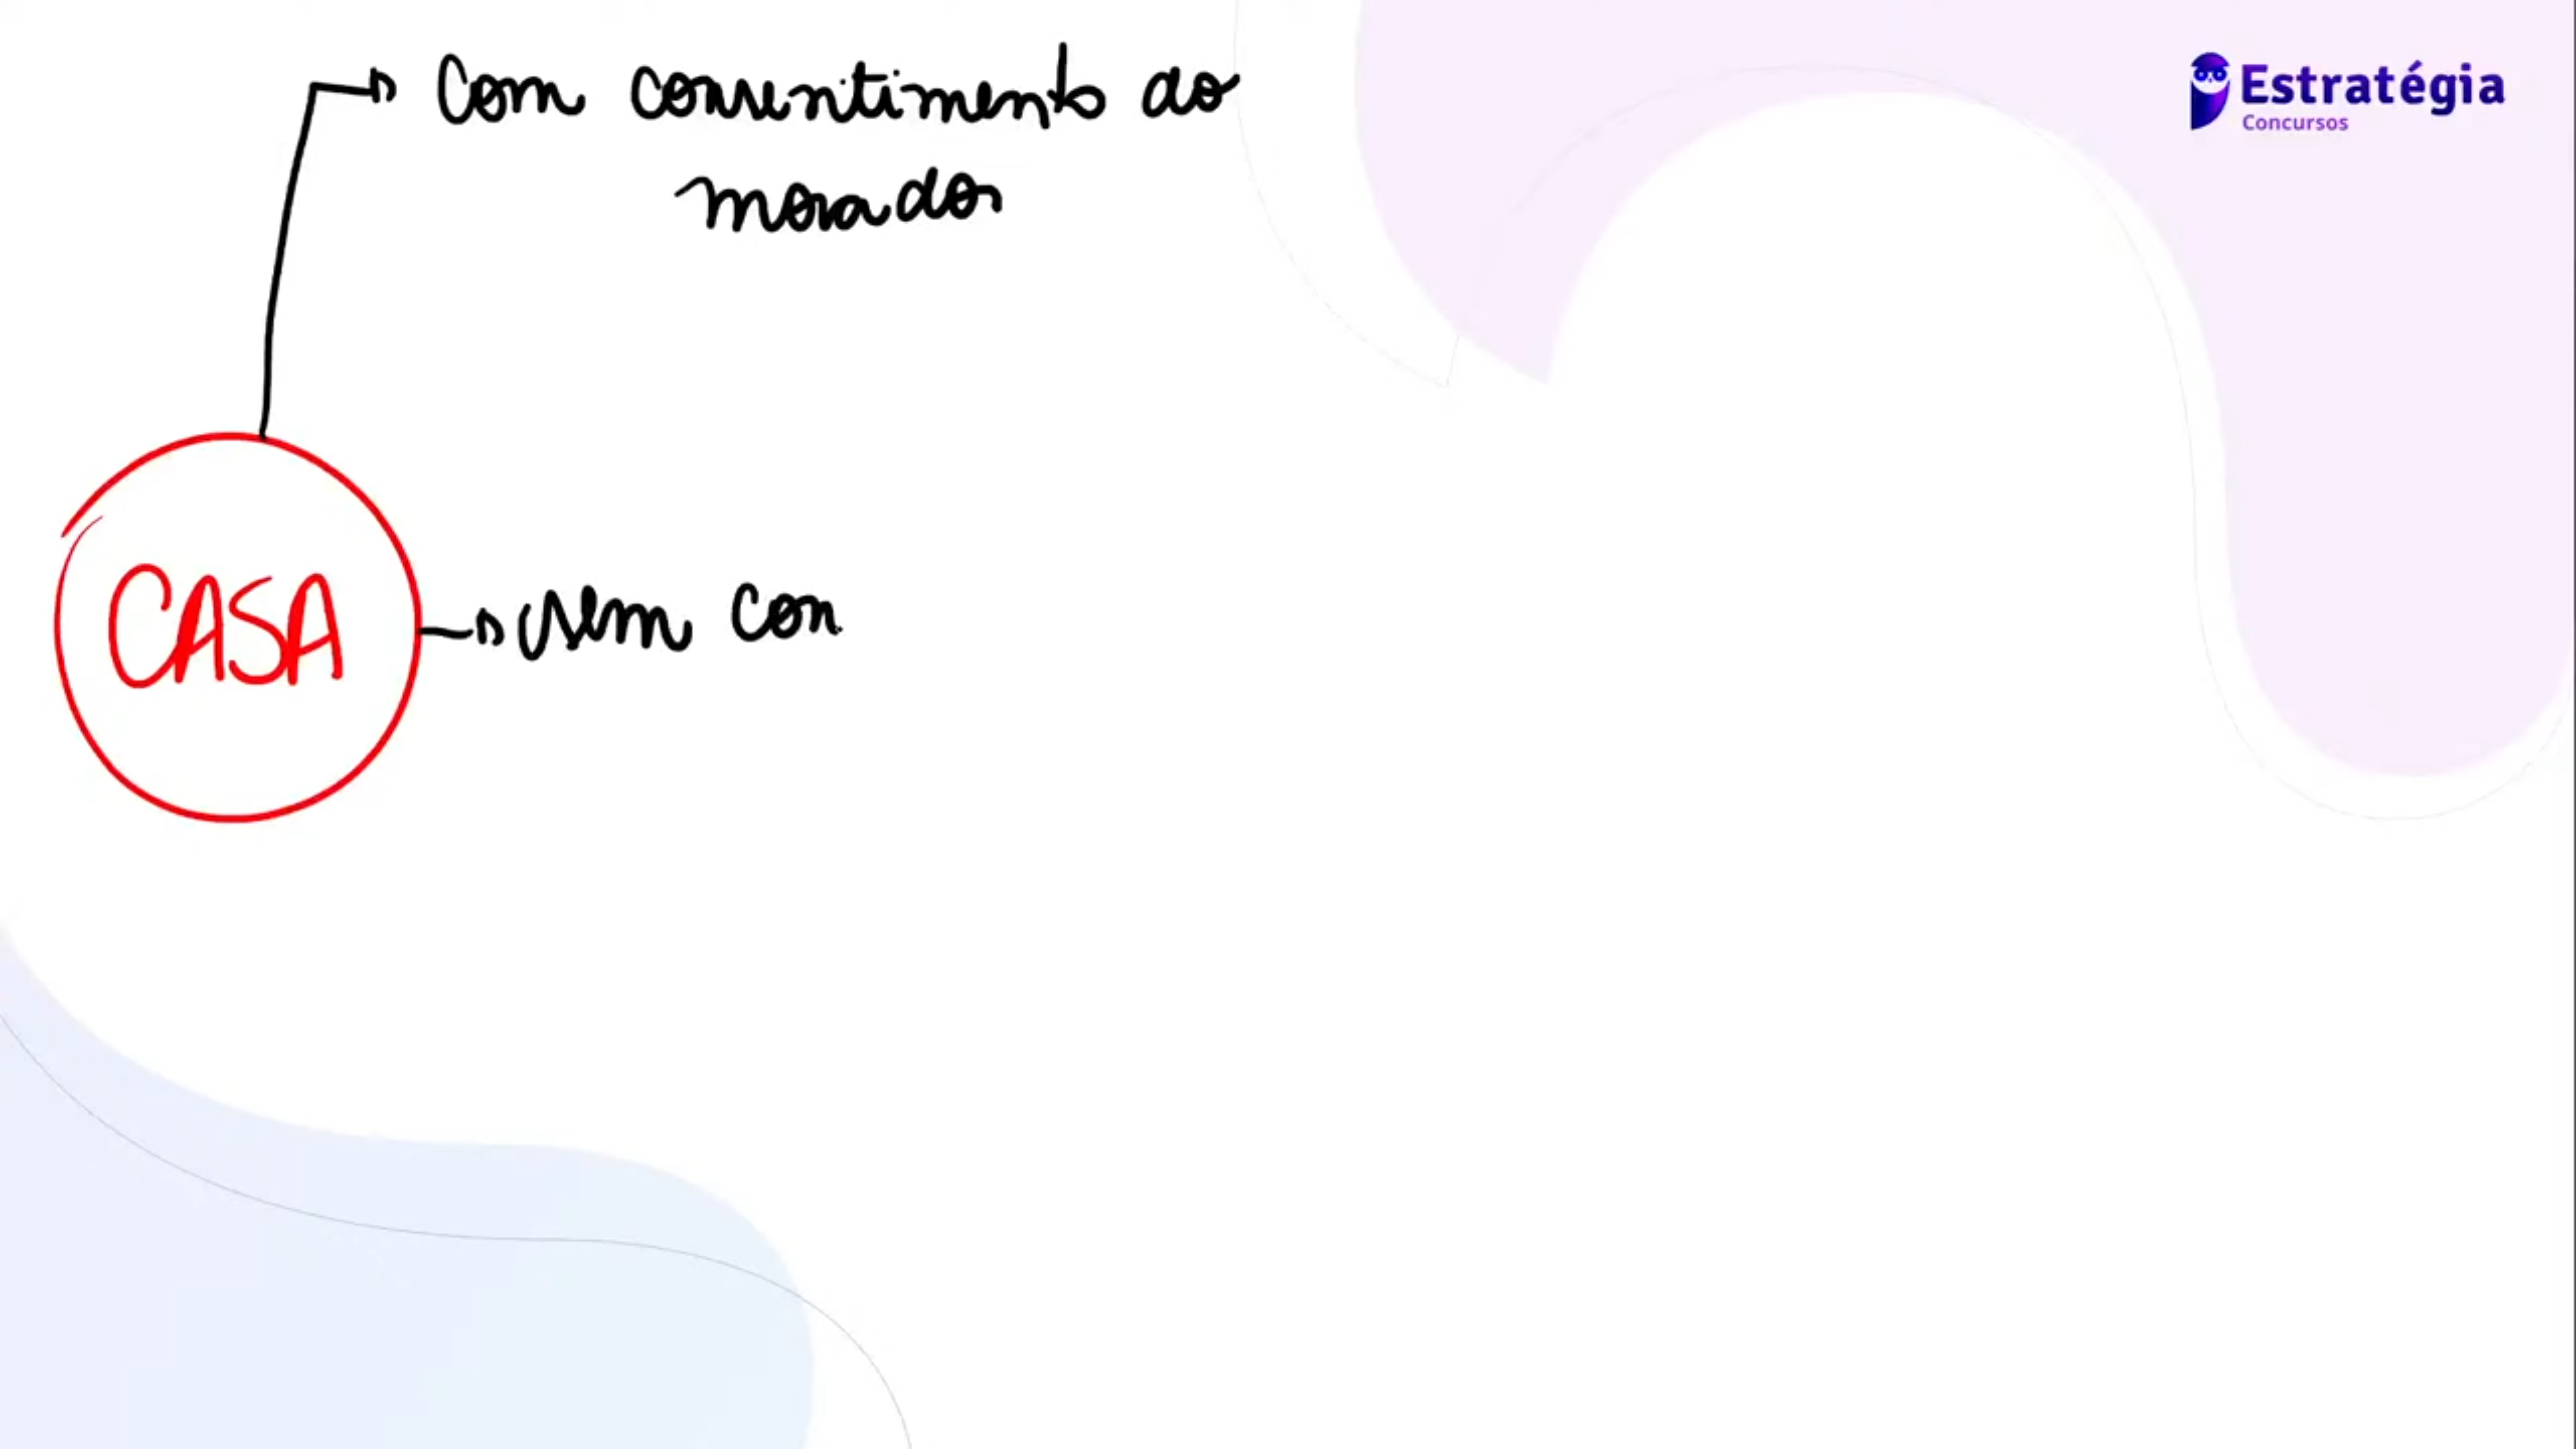 Com consentimento do
morador
Estratégia
Concursos
CASA
sem con